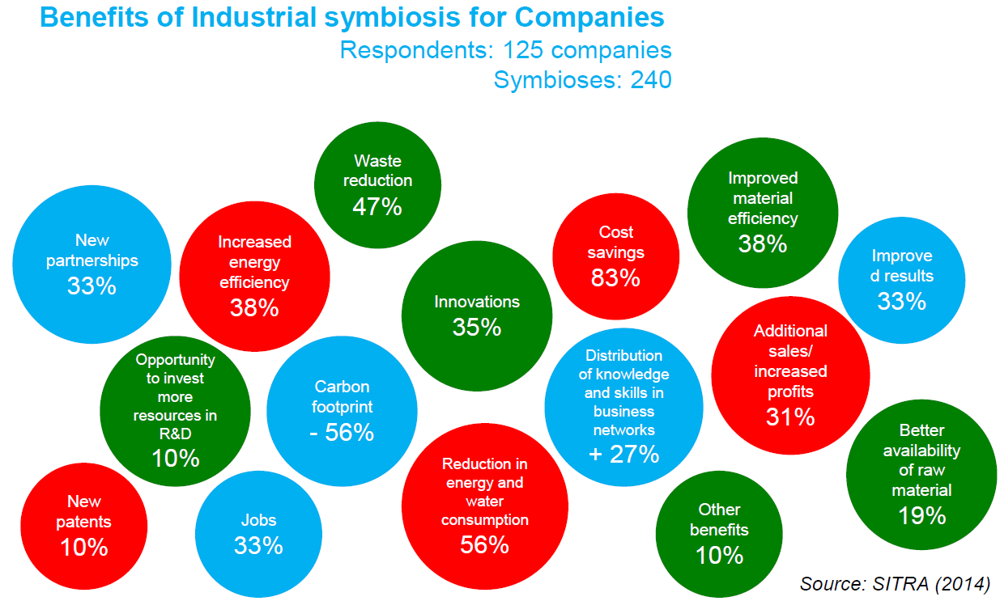 Benefits of Industrial symbiosis for Companies
Respondents: 125 companies
Symbioses: 240
Waste
reduction
47%
Improved
material
efficiency
38%
New
partnerships
33%
Increased
energy
efficiency
38%
Cost
savings
83%
Improve
d results
33%
Innovations
35%
Opportunity
to invest
more
resources in
R&D
10%
Carbon
footprint
- 56%
Distribution
of knowledge
and skills in
business
networks
+ 27%
Additional
sales/
increased
profits
31%
Better
availability
of raw
material
19%
New
patents
10%
Jobs
33%
Reduction in
energy and
water
consumption
56%
Other
benefits
10%
Source: SITRA (2014)